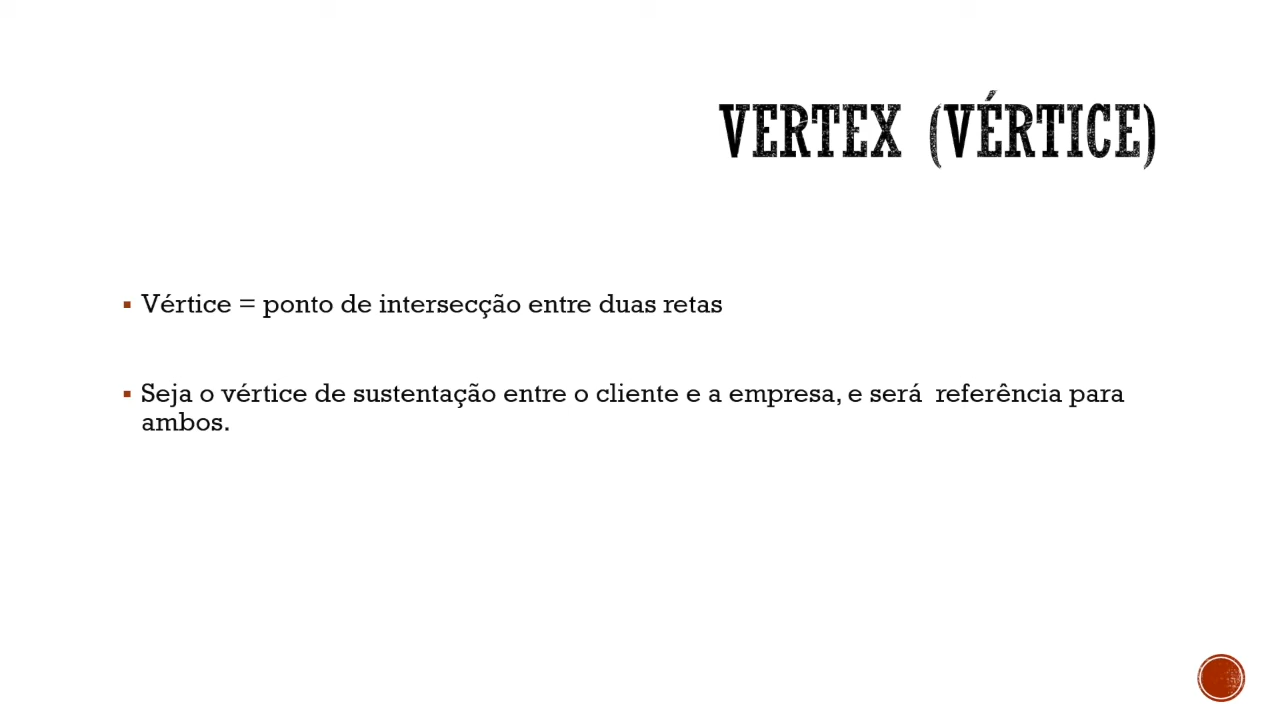 VERTEX (VÉRTICE)
▪ Vértice = ponto de intersecção entre duas retas
▪ Seja o vértice de sustentação entre o cliente e a empresa, e será  referência para
ambos.